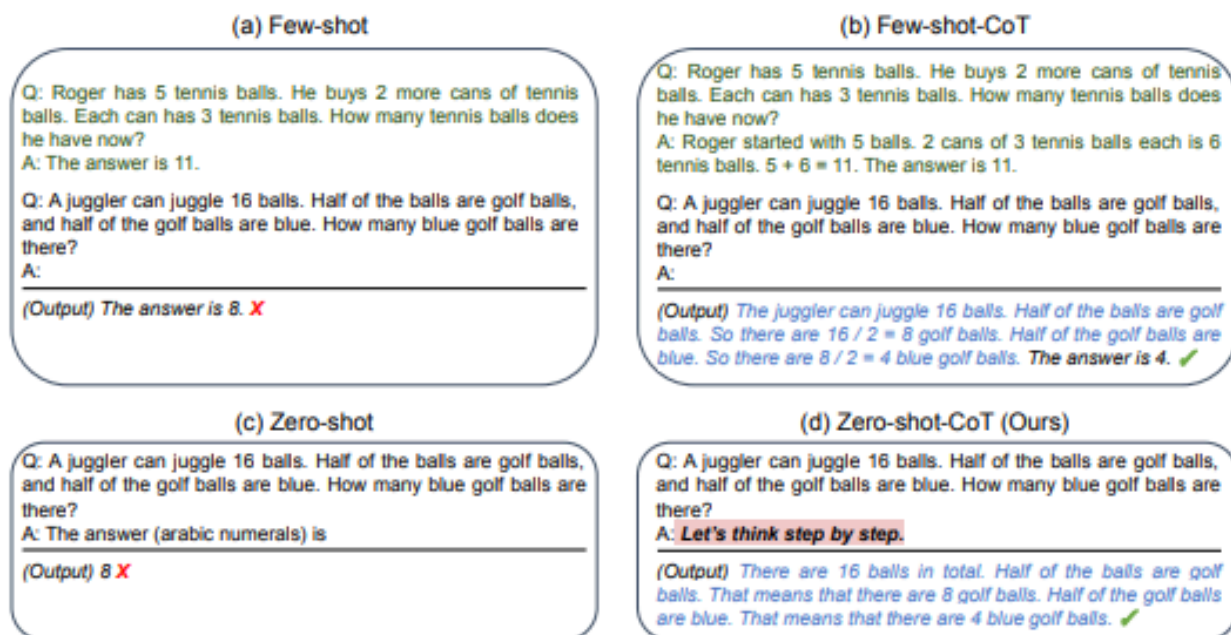 (a) Few-shot
Q: Roger has 5 tennis balls. He buys 2 more cans of tennis
balls. Each can has 3 tennis balls. How many tennis balls does
he have now?
A: The answer is 11.
Q: A juggler can juggle 16 balls. Half of the balls are golf balls,
and half of the golf balls are blue. How many blue golf balls are
there?
A:
(Output) The answer is 8. X
(b) Few-shot-CoT
Q: Roger has 5 tennis balls. He buys 2 more cans of tennis
balls. Each can has 3 tennis balls. How many tennis balls does
he have now?
A: Roger started with 5 balls. 2 cans of 3 tennis balls each is 6
tennis balls. 5 + 6 = 11. The answer is 11.
Q: A juggler can juggle 16 balls. Half of the balls are golf balls,
and half of the golf balls are blue. How many blue golf balls are
there?
A:
(Output) The juggler can juggle 16 balls. Half of the balls are golf
balls. So there are 16 / 2 = 8 golf balls. Half of the golf balls are
blue. So there are 8 / 2 = 4 blue golf balls. The answer is 4. ✓
(c) Zero-shot
Q: A juggler can juggle 16 balls. Half of the balls are golf balls,
and half of the golf balls are blue. How many blue golf balls are
there?
A: The answer (arabic numerals) is
(Output) 8 X
(d) Zero-shot-CoT (Ours)
Q: A juggler can juggle 16 balls. Half of the balls are golf balls,
and half of the golf balls are blue. How many blue golf balls are
there?
A: Let's think step by step.
(Output) There are 16 balls in total. Half of the balls are golf
balls. That means that there are 8 golf balls. Half of the golf balls
are blue. That means that there are 4 blue golf balls. ✓